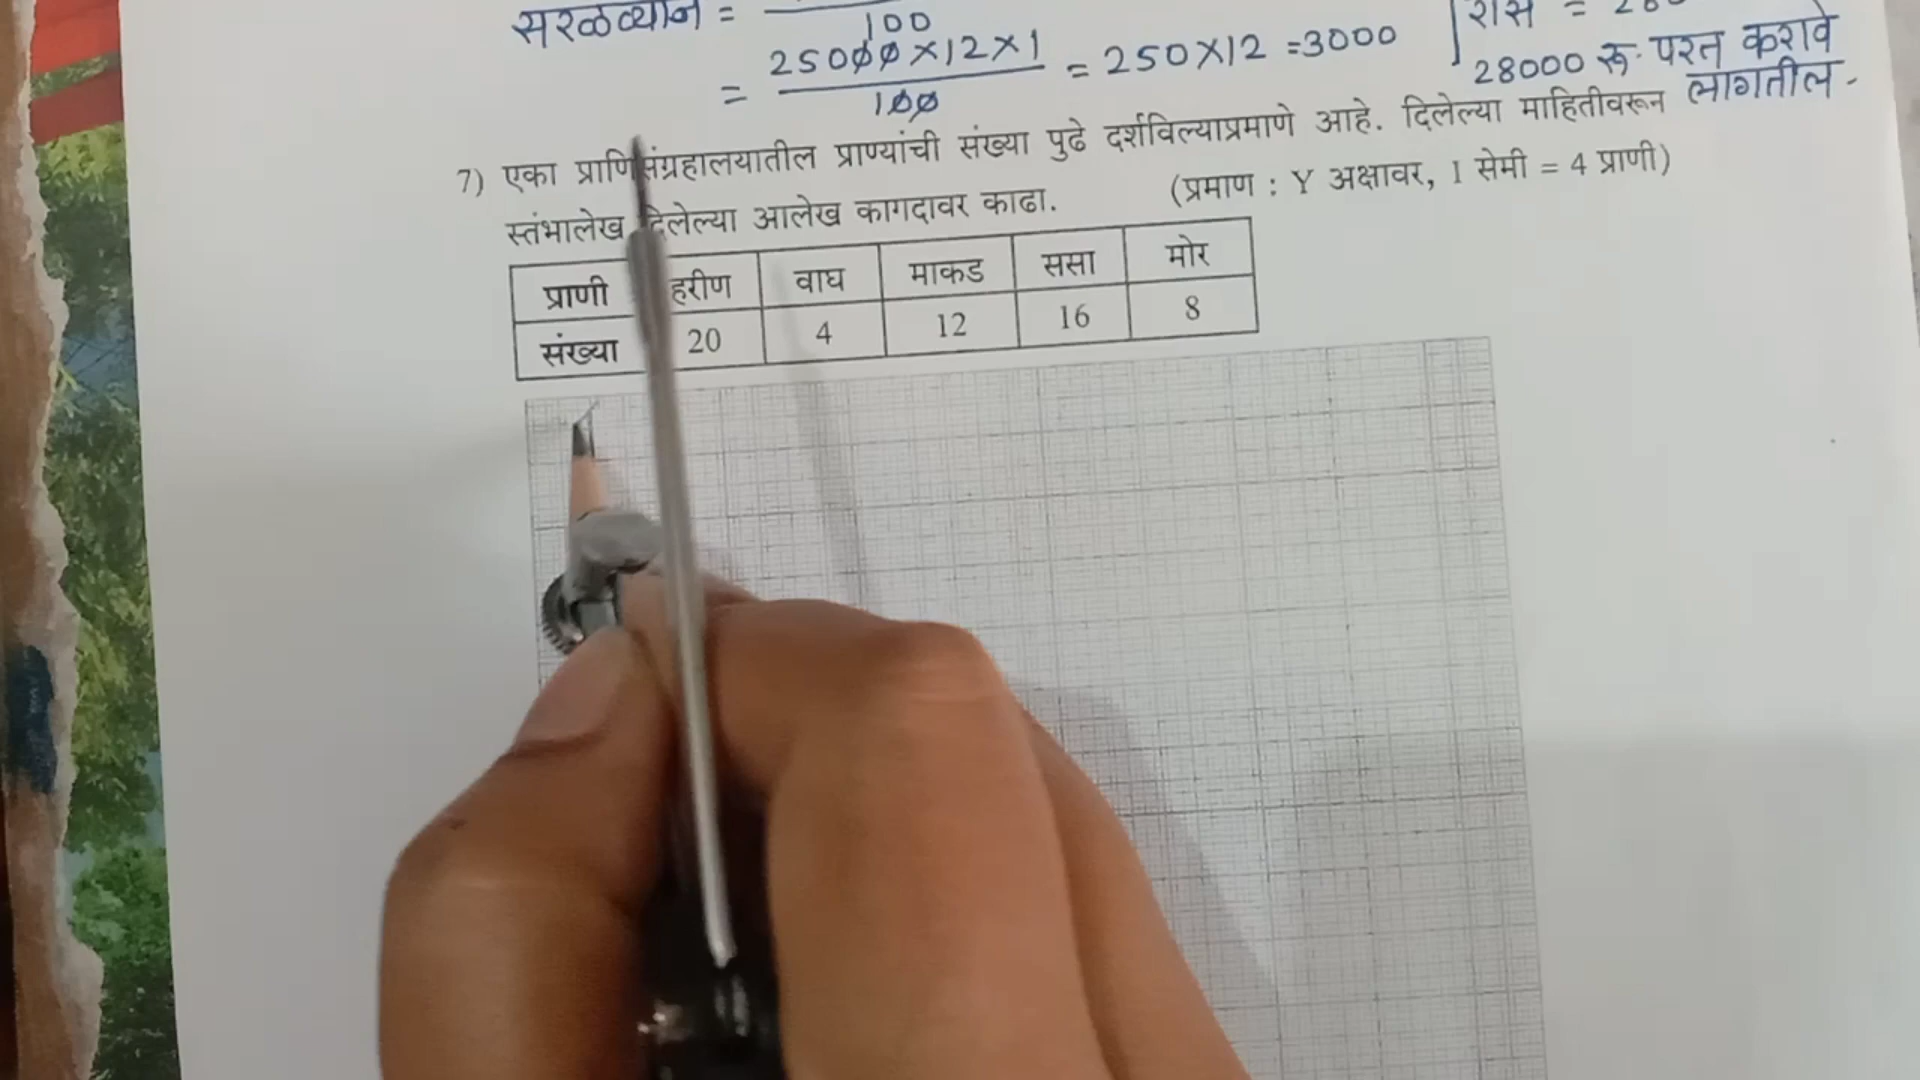 सरळव्याज =
100
= 25000×12×1 = 250×12 =3000
100
रास =
28000 रू. परत करावे
लागतील.
7) एका प्राणिसंग्रहालयातील प्राण्यांची संख्या पुढे दर्शविल्याप्रमाणे आहे. दिलेल्या माहितीवरून
स्तंभालेख दिलेल्या आलेख कागदावर काढा. (प्रमाण : Y अक्षावर, 1 सेमी = 4 प्राणी)
प्राणी हरीण वाघ माकड ससा मोर
संख्या 20 4 12 16 8